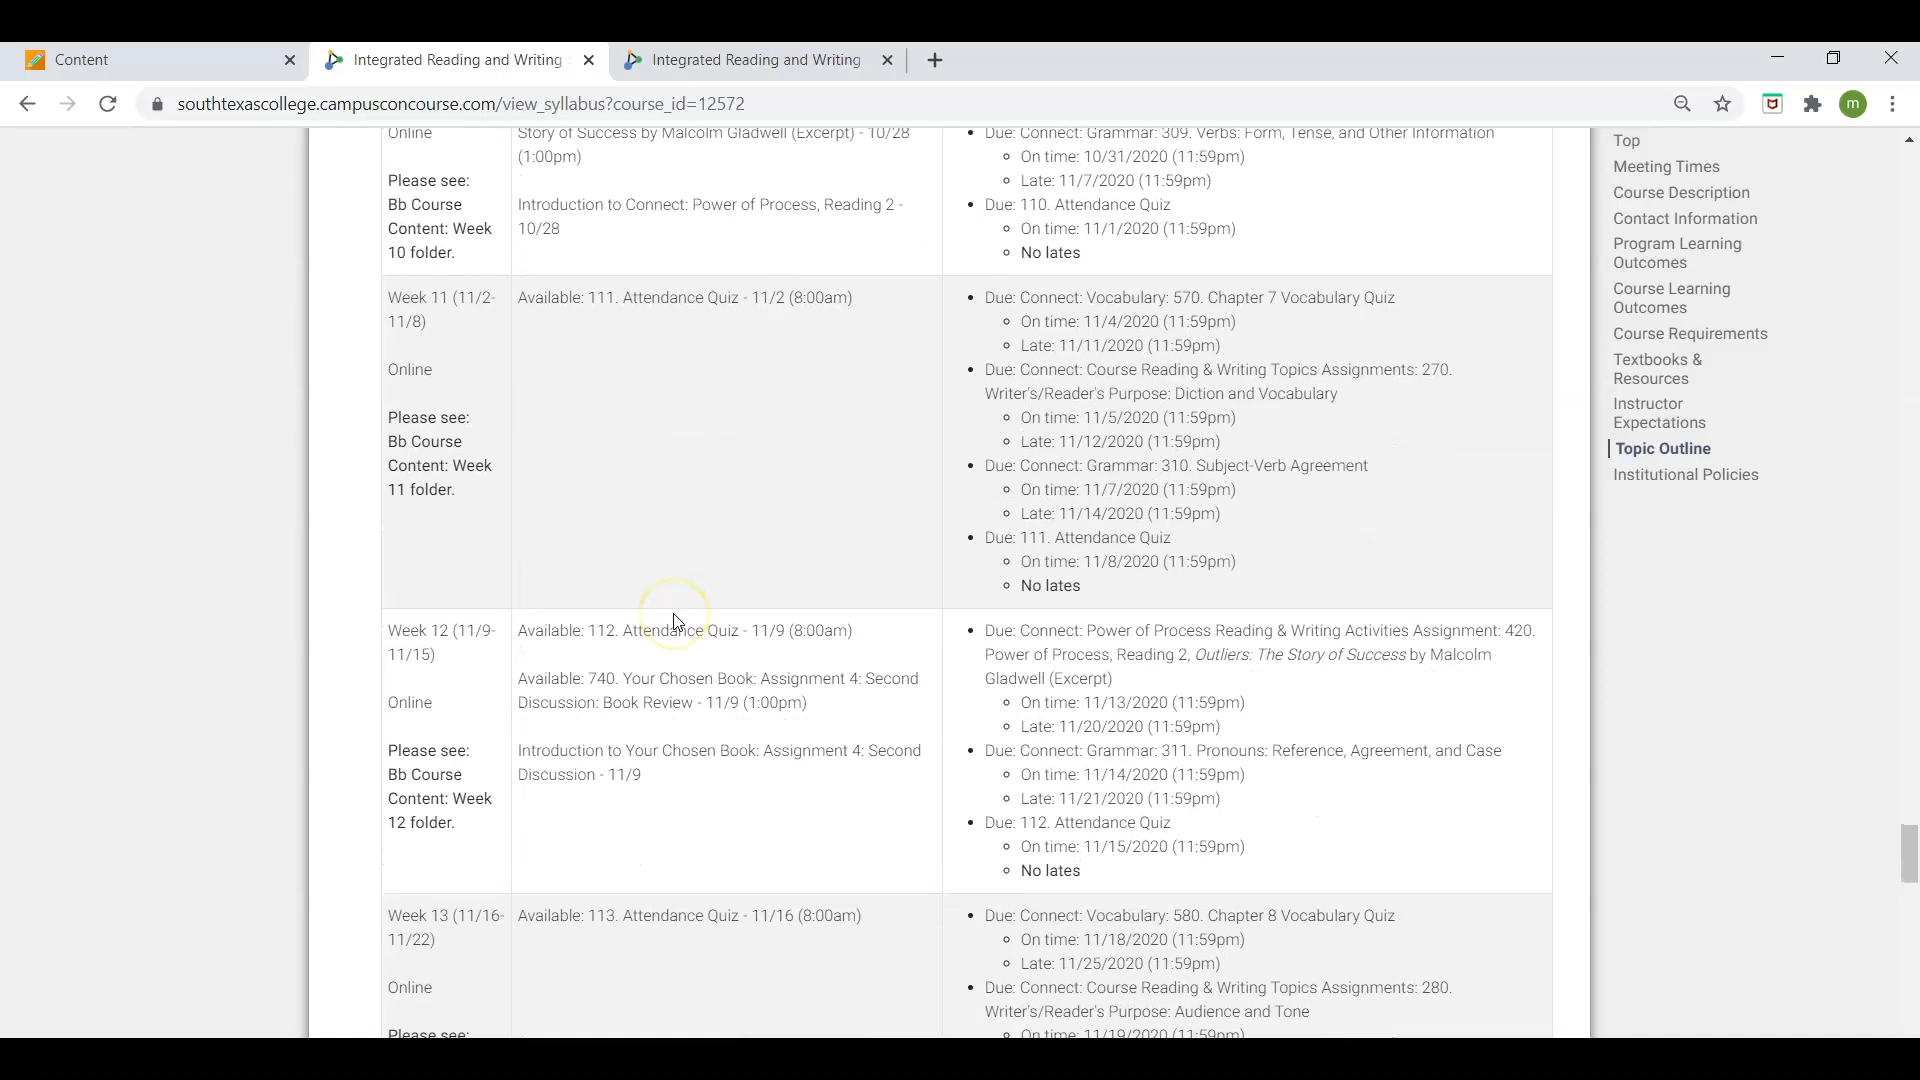 Content
Integrated Reading and Writing
Integrated Reading and Writing
southtexascollege.campusconcourse.com/view_syllabus?course_id=12572
m
Online
Please see:
Bb Course
Content: Week
10 folder.
Story of Success by Malcolm Gladwell (Excerpt) - 10/28
(1:00pm)
Introduction to Connect: Power of Process, Reading 2 -
10/28
Due: Connect: Grammar: 309. Verbs: Form, Tense, and Other Information
On time: 10/31/2020 (11:59pm)
Late: 11/7/2020 (11:59pm)
Due: 110. Attendance Quiz
On time: 11/1/2020 (11:59pm)
No lates
Week 11 (11/2-
11/8)
Online
Please see:
Bb Course
Content: Week
11 folder.
Available: 111. Attendance Quiz - 11/2 (8:00am)
Due: Connect: Vocabulary: 570. Chapter 7 Vocabulary Quiz
On time: 11/4/2020 (11:59pm)
Late: 11/11/2020 (11:59pm)
Due: Connect: Course Reading & Writing Topics Assignments: 270.
Writer's/Reader's Purpose: Diction and Vocabulary
On time: 11/5/2020 (11:59pm)
Late: 11/12/2020 (11:59pm)
Due: Connect: Grammar: 310. Subject-Verb Agreement
On time: 11/7/2020 (11:59pm)
Late: 11/14/2020 (11:59pm)
Due: 111. Attendance Quiz
On time: 11/8/2020 (11:59pm)
No lates
Week 12 (11/9-
11/15)
Online
Please see:
Bb Course
Content: Week
12 folder.
Available: 112. Attendance Quiz - 11/9 (8:00am)
Available: 740. Your Chosen Book: Assignment 4: Second
Discussion: Book Review - 11/9 (1:00pm)
Introduction to Your Chosen Book: Assignment 4: Second
Discussion - 11/9
Due: Connect: Power of Process Reading & Writing Activities Assignment: 420.
Power of Process, Reading 2, Outliers: The Story of Success by Malcolm
Gladwell (Excerpt)
On time: 11/13/2020 (11:59pm)
Late: 11/20/2020 (11:59pm)
Due: Connect: Grammar: 311. Pronouns: Reference, Agreement, and Case
On time: 11/14/2020 (11:59pm)
Late: 11/21/2020 (11:59pm)
Due: 112. Attendance Quiz
On time: 11/15/2020 (11:59pm)
No lates
Week 13 (11/16-
11/22)
Online
Please see:
Available: 113. Attendance Quiz - 11/16 (8:00am)
Due: Connect: Vocabulary: 580. Chapter 8 Vocabulary Quiz
On time: 11/18/2020 (11:59pm)
Late: 11/25/2020 (11:59pm)
Due: Connect: Course Reading & Writing Topics Assignments: 280.
Writer's/Reader's Purpose: Audience and Tone
On time: 11/19/2020 (11:59pm)
Top
Meeting Times
Course Description
Contact Information
Program Learning
Outcomes
Course Learning
Outcomes
Course Requirements
Textbooks &
Resources
Instructor
Expectations
Topic Outline
Institutional Policies